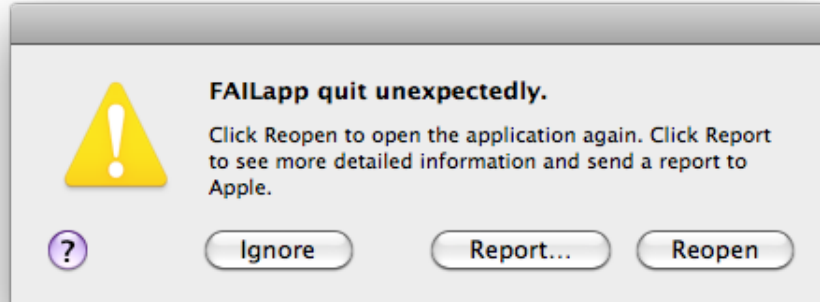 FAILapp quit unexpectedly.
Click Reopen to open the application again. Click Report
to see more detailed information and send a report to
Apple.
? Ignore Report... Reopen